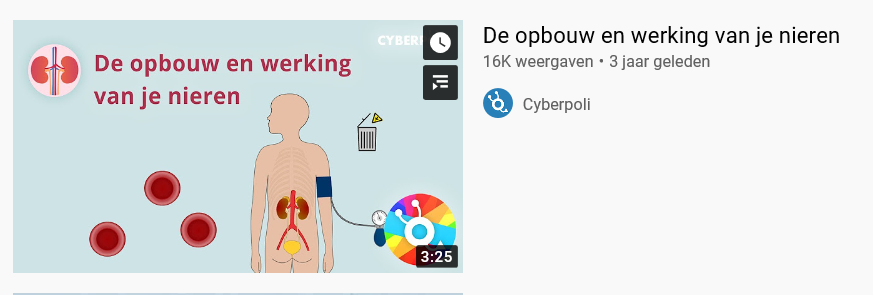 De opbouw en werking
van je nieren
3:25
De opbouw en werking van je nieren
16K weergaven • 3 jaar geleden
Cyberpoli